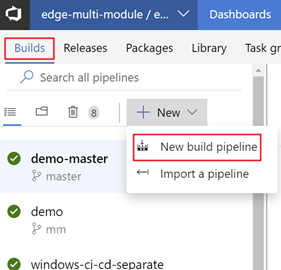 edge-multi-module / e... Dashboards
Builds Releases Packages Library Task gr
Search all pipelines
8 New
New build pipeline
demo-master
master
Import a pipeline
demo
mm
windows-ci-cd-separate